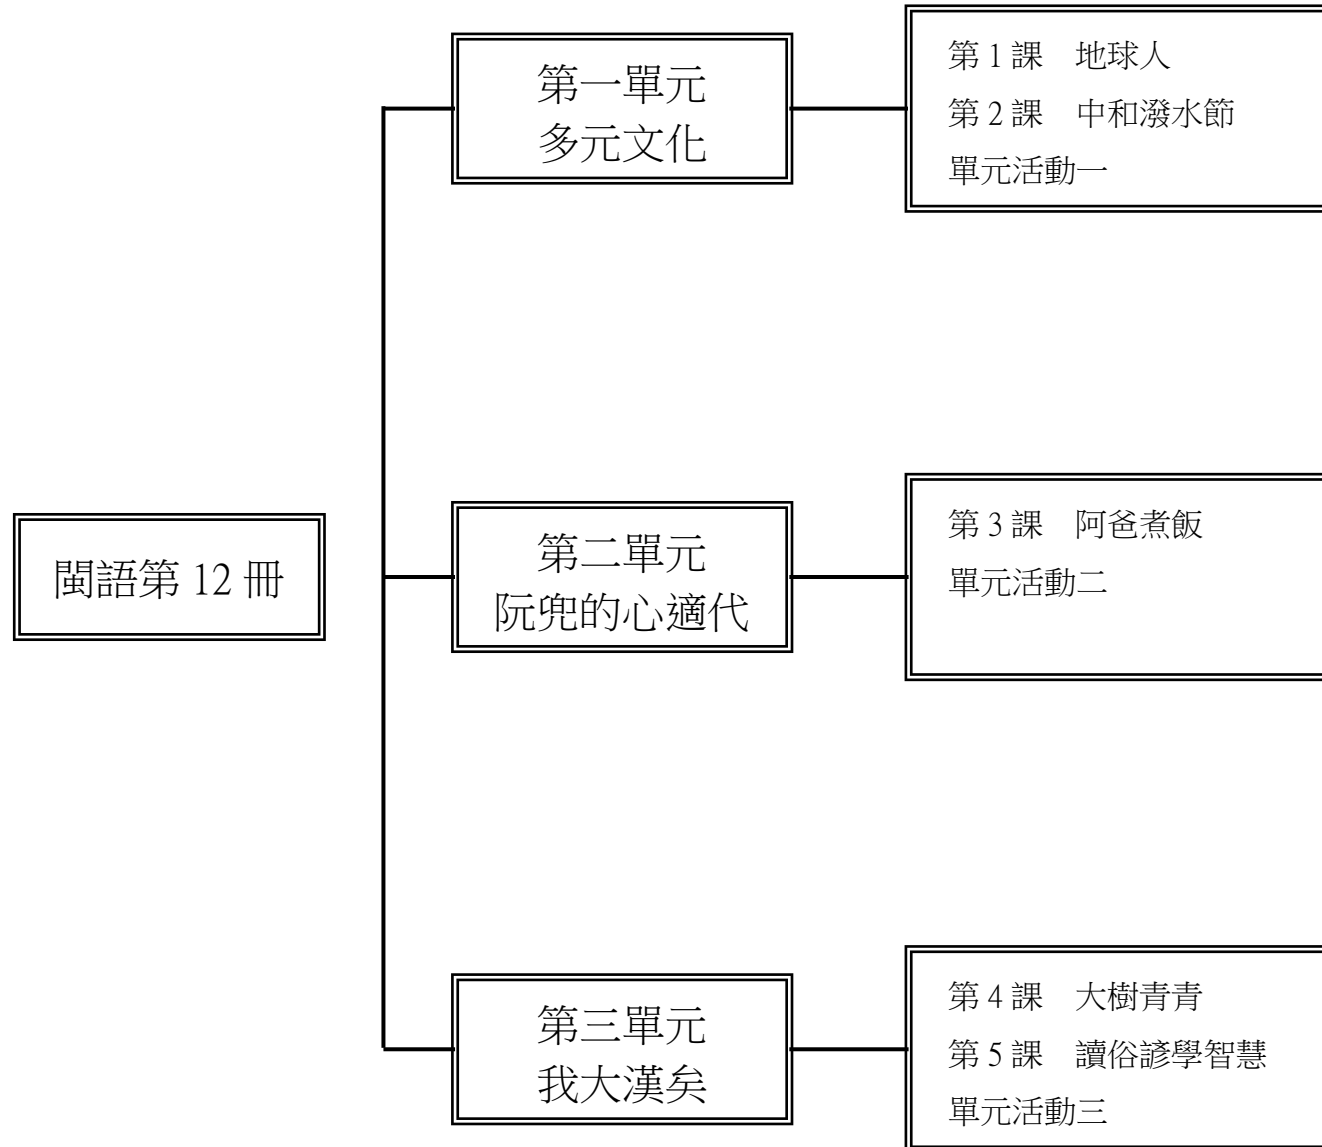 閩語第 12 冊
第一單元
多元文化
第 1 課　地球人
第 2 課　中和潑水節
單元活動一
第二單元
阮兜的心適代
第 3 課　阿爸煮飯
單元活動二
第三單元
我大漢矣
第 4 課　大樹青青
第 5 課　讀俗諺學智慧
單元活動三